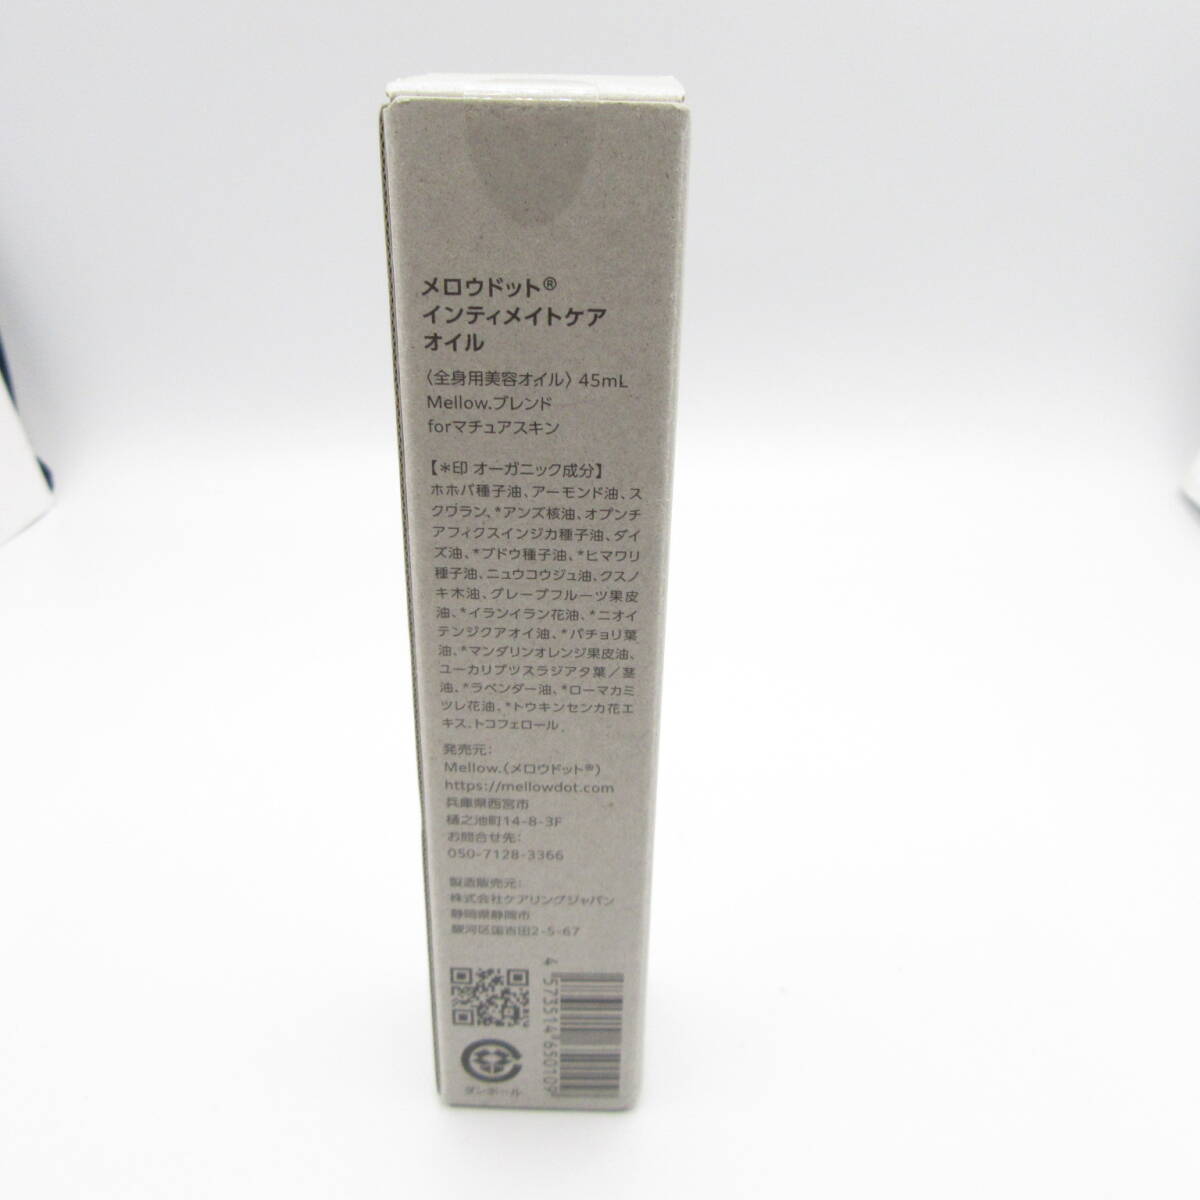 メロウドット®
インティメイトケア
オイル
〈全身用美容オイル〉45mL
Mellow.ブレンド
forマチュアスキン
【＊印 オーガニック成分】
ホホバ種子油、アーモンド油、ス
クワラン、*アンズ核油、オプンチ
アフィクスインジカ種子油、ダイ
ズ油、*ブドウ種子油、*ヒマワリ
種子油、ニュウコウジュ油、クスノ
キ木油、グレープフルーツ果皮
油、*イランイラン花油、*ニオイ
テンジクアオイ油、*パチョリ葉
油、*マンダリンオレンジ果皮油、
ユーカリプツスラジアタ葉／茎
油、*ラベンダー油、*ローマカミ
ツレ花油、*トウキンセンカ花エ
キス、トコフェロール
発売元：
Mellow.（メロウドット®）
https://mellowdot.com
兵庫県西宮市
樋之池町14-8-3F
お問合せ先：
050-7128-3366
製造販売元：
株式会社ケアリングジャパン
静岡県静岡市
駿河区国吉田2-5-67
4 573514 650109
ダンボール